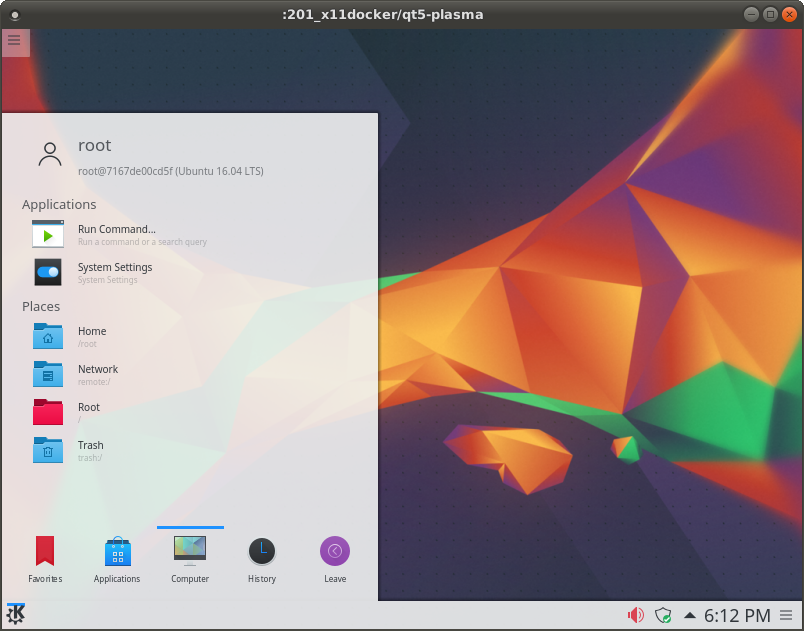 :201_x11docker/qt5-plasma
root
root@7167de00cd5f (Ubuntu 16.04 LTS)
Applications
Run Command...
Run a command or a search query
System Settings
System Settings
Places
Home
/root
Network
remote:/
Root
/
Trash
trash:/
Favorites
Applications
Computer
History
Leave
6:12 PM